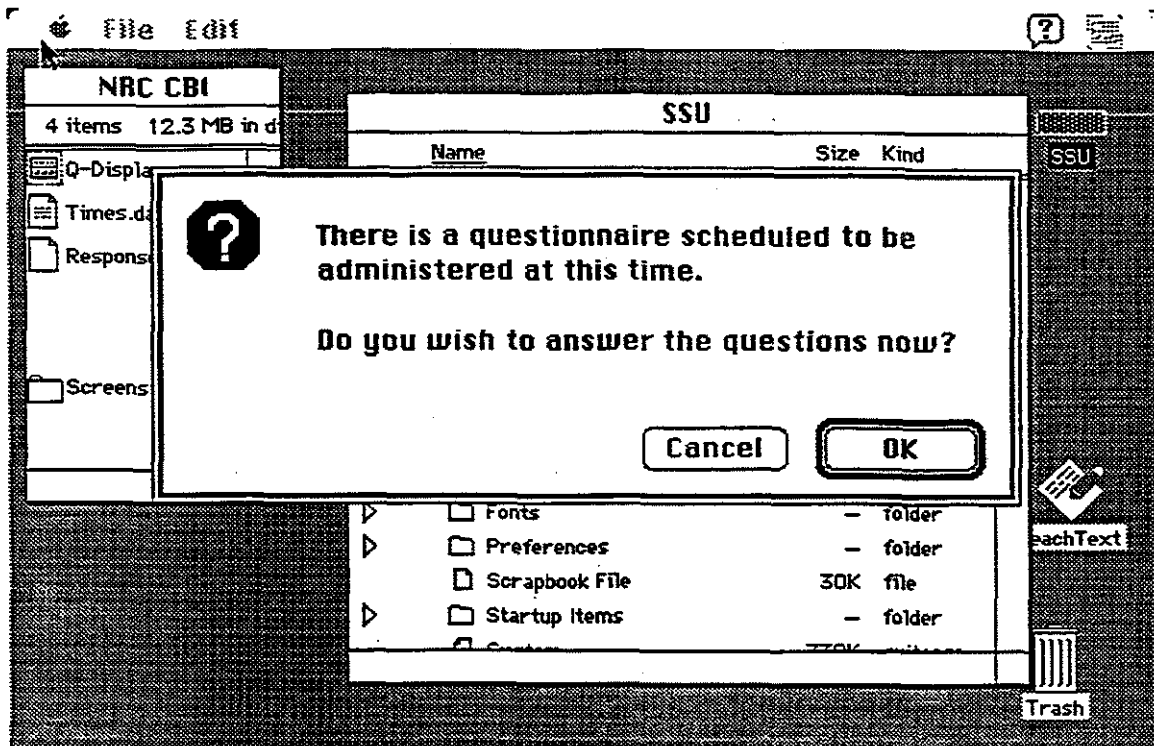 File Edit
NRC CBI
4 items 12.3 MB in d
Q-Displa
Times.da
Respons
Screens
SSU
Name Size Kind
SSU
There is a questionnaire scheduled to be
administered at this time.
Do you wish to answer the questions now?
Cancel OK
Fonts – folder
Preferences – folder
Scrapbook File 30K file
Startup Items – folder
eachText
Trash